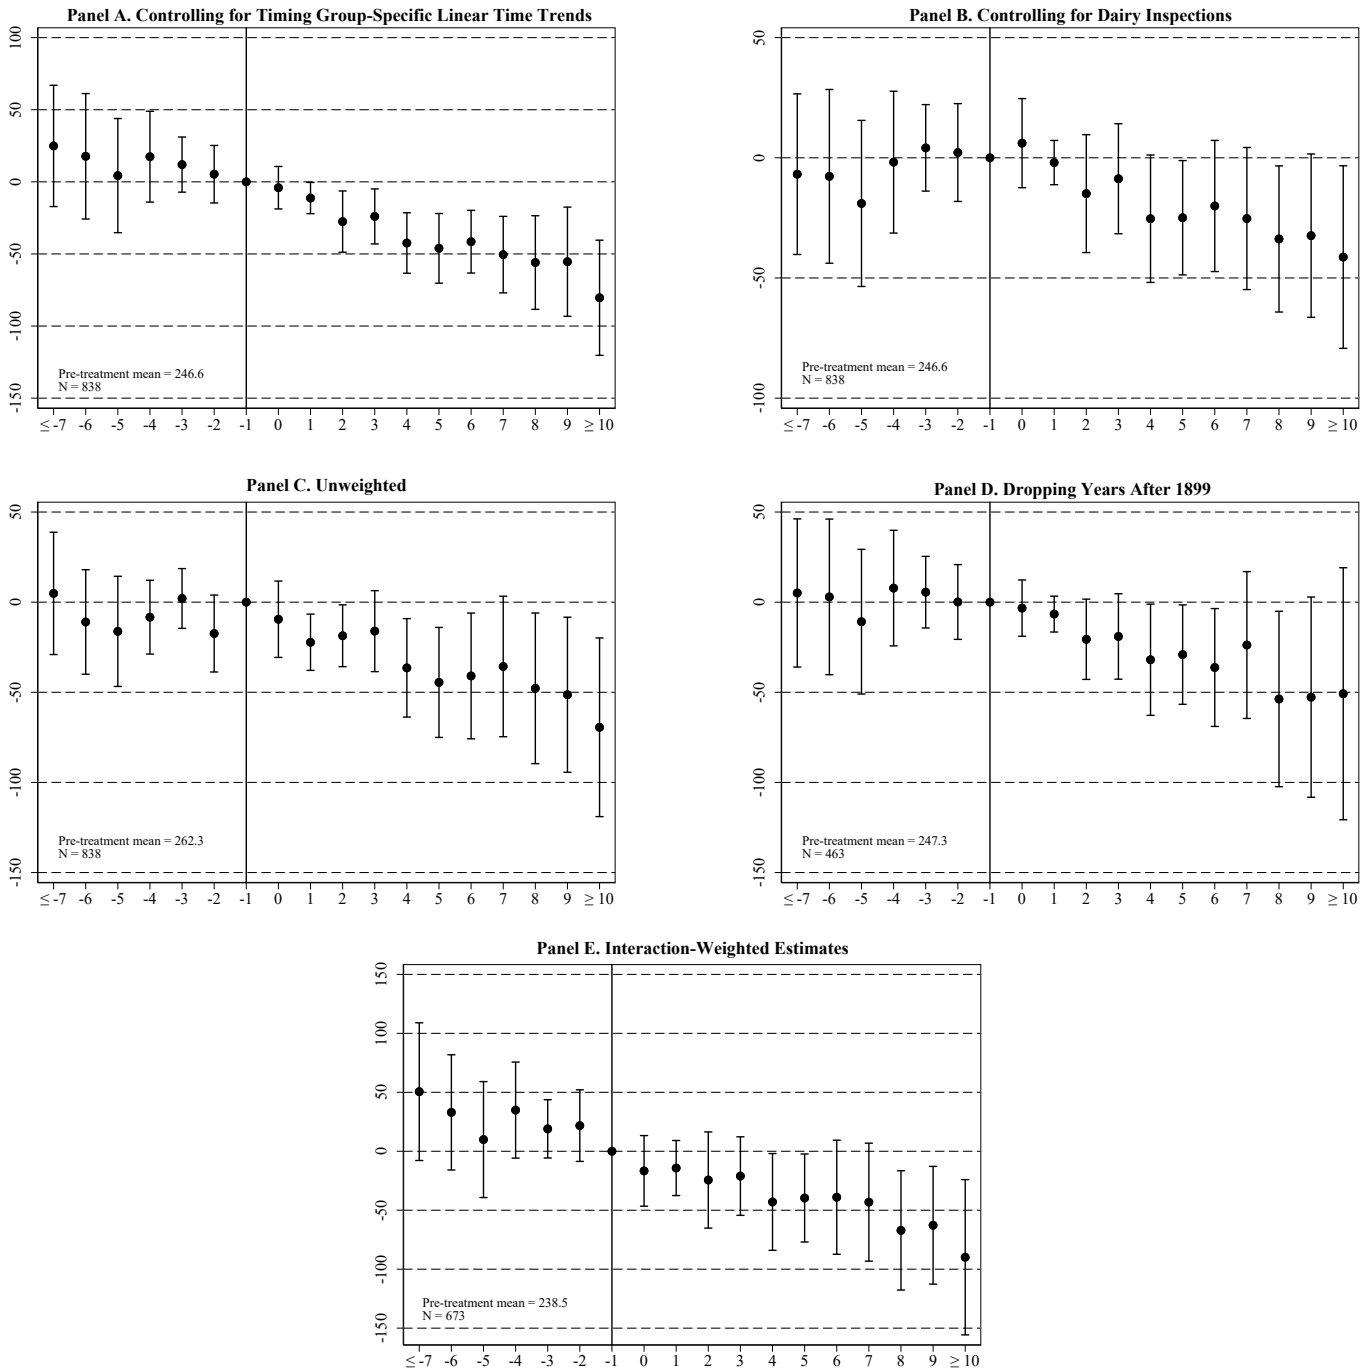 Panel A. Controlling for Timing Group-Specific Linear Time Trends
100
50
0
-50
-100
-150
Pre-treatment mean = 246.6
N = 838
≤ -7 -6 -5 -4 -3 -2 -1 0 1 2 3 4 5 6 7 8 9 ≥ 10
Panel B. Controlling for Dairy Inspections
50
0
-50
-100
Pre-treatment mean = 246.6
N = 838
≤ -7 -6 -5 -4 -3 -2 -1 0 1 2 3 4 5 6 7 8 9 ≥ 10
Panel C. Unweighted
50
0
-50
-100
-150
Pre-treatment mean = 262.3
N = 838
≤ -7 -6 -5 -4 -3 -2 -1 0 1 2 3 4 5 6 7 8 9 ≥ 10
Panel D. Dropping Years After 1899
50
0
-50
-100
-150
Pre-treatment mean = 247.3
N = 463
≤ -7 -6 -5 -4 -3 -2 -1 0 1 2 3 4 5 6 7 8 9 ≥ 10
Panel E. Interaction-Weighted Estimates
150
100
50
0
-50
-100
-150
Pre-treatment mean = 238.5
N = 673
≤ -7 -6 -5 -4 -3 -2 -1 0 1 2 3 4 5 6 7 8 9 ≥ 10